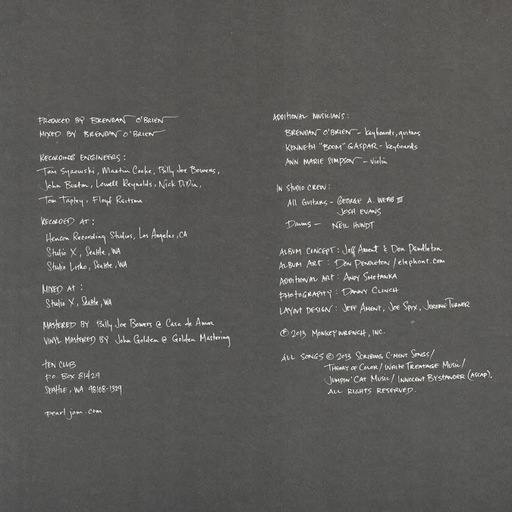 PRODUCED BY BRENDAN O'BRIEN
MIXED BY BRENDAN O'BRIEN
RECORDING ENGINEERS:
Tom Syrowski, Martin Cooke, Billy Joe Bowers,
John Burton, Lowell Reynolds, Nick DiDia,
Tom Tapley, Floyd Reitsma
RECORDED AT:
Henson Recording Studios, Los Angeles, CA
Studio X, Seattle, WA
Studio Litho, Seattle, WA
MIXED AT:
Studio X, Seattle, WA
MASTERED BY Billy Joe Bowers @ Casa de Amor
VINYL MASTERED BY John Golden @ Golden Mastering
TEN CLUB
P.O. BOX 81429
SEATTLE, WA 98108-1329
pearljam.com
ADDITIONAL MUSICIANS:
BRENDAN O'BRIEN - keyboards, guitars
KENNETH "BOOM" GASPAR - keyboards
ANN MARIE SIMPSON - violin
IN STUDIO CREW:
All Guitars - GEORGE A. WEBB III
JOSH EVANS
Drums - NEIL HUNDT
ALBUM CONCEPT: Jeff Ament & Don Pendleton
ALBUM ART: DON PENDLETON / elephont.com
ADDITIONAL ART: ANDY SMETANKA
PHOTOGRAPHY: DANNY CLINCH
LAYOUT DESIGN: JEFF AMENT, JOE SPIX, JEROME TURNER
© 2013 MONKEYWRENCH, INC.
ALL SONGS © 2013 SCRIBING C-MENT SONGS/
THEORY OF COLOR / WRITE TREATAGE MUSIC/
JUMPIN' CAT MUSIC / INNOCENT BYSTANDER (ASCAP).
ALL RIGHTS RESERVED.